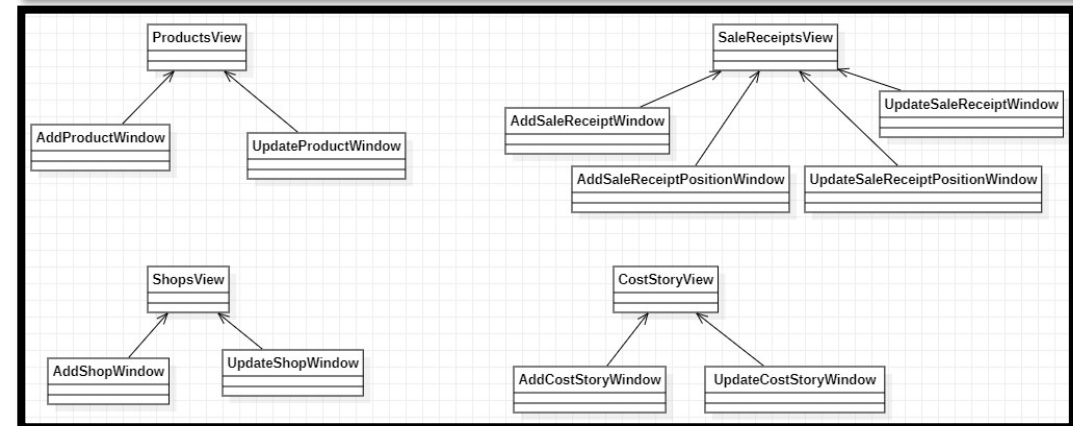 ProductsView
SaleReceiptsView
AddProductWindow
UpdateProductWindow
AddSaleReceiptWindow
UpdateSaleReceiptWindow
AddSaleReceiptPositionWindow
UpdateSaleReceiptPositionWindow
ShopsView
CostStoryView
AddShopWindow
UpdateShopWindow
AddCostStoryWindow
UpdateCostStoryWindow